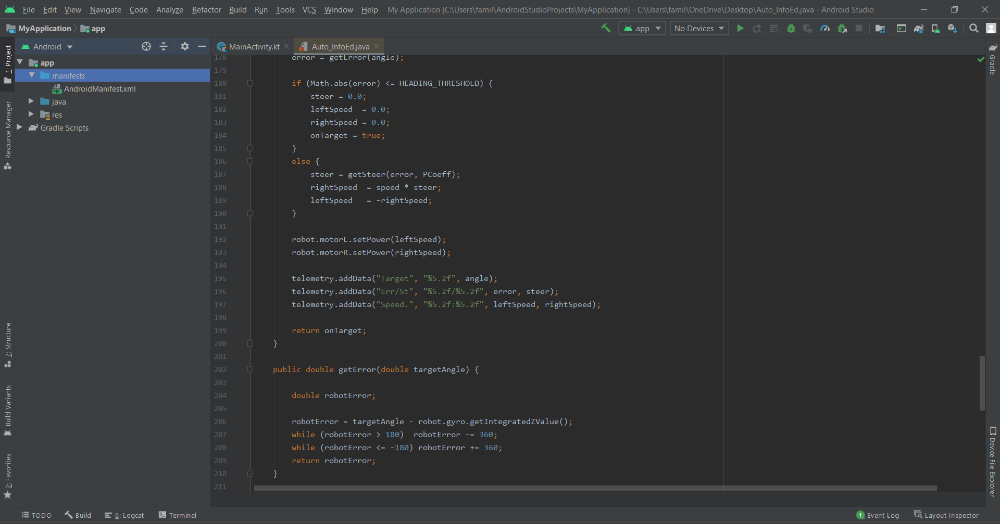 File Edit View Navigate Code Analyze Refactor Build Run Tools VCS Window Help My Application [C:\Users\famil\AndroidStudioProjects\MyApplication] - C:\Users\famil\OneDrive\Desktop\Auto_InfoEd.java - Android Studio
MyApplication app app No Devices
Android MainActivity.kt Auto_InfoEd.java
1: Project
Resource Manager
7: Structure
Build Variants
2: Favorites
app
manifests
AndroidManifest.xml
java
res
Gradle Scripts
178 error = getError(angle);
179
180 if (Math.abs(error) <= HEADING_THRESHOLD) {
181 steer = 0.0;
182 leftSpeed  = 0.0;
183 rightSpeed = 0.0;
184 onTarget = true;
185 }
186 else {
187 steer = getSteer(error, PCoeff);
188 rightSpeed  = speed * steer;
189 leftSpeed   = -rightSpeed;
190 }
191
192 robot.motorL.setPower(leftSpeed);
193 robot.motorR.setPower(rightSpeed);
194
195 telemetry.addData("Target", "%5.2f", angle);
196 telemetry.addData("Err/St", "%5.2f/%5.2f", error, steer);
197 telemetry.addData("Speed.", "%5.2f:%5.2f", leftSpeed, rightSpeed);
198
199 return onTarget;
200 }
201
202 public double getError(double targetAngle) {
203
204 double robotError;
205
206 robotError = targetAngle - robot.gyro.getIntegratedZValue();
207 while (robotError > 180)  robotError -= 360;
208 while (robotError <= -180) robotError += 360;
209 return robotError;
210 }
211
Gradle
Device File Explorer
TODO Build 6: Logcat Terminal 1 Event Log Layout Inspector